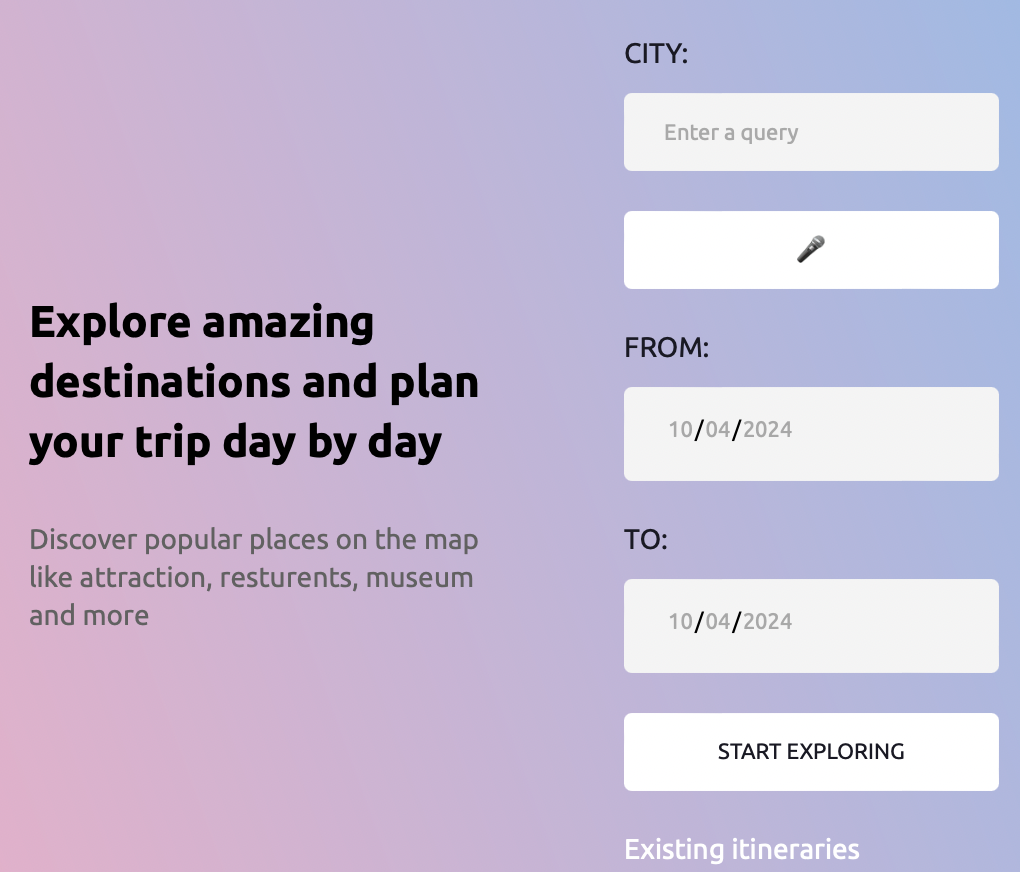 Explore amazing
destinations and plan
your trip day by day
Discover popular places on the map
like attraction, resturents, museum
and more
CITY:
Enter a query
FROM:
10/04/2024
TO:
10/04/2024
START EXPLORING
Existing itineraries